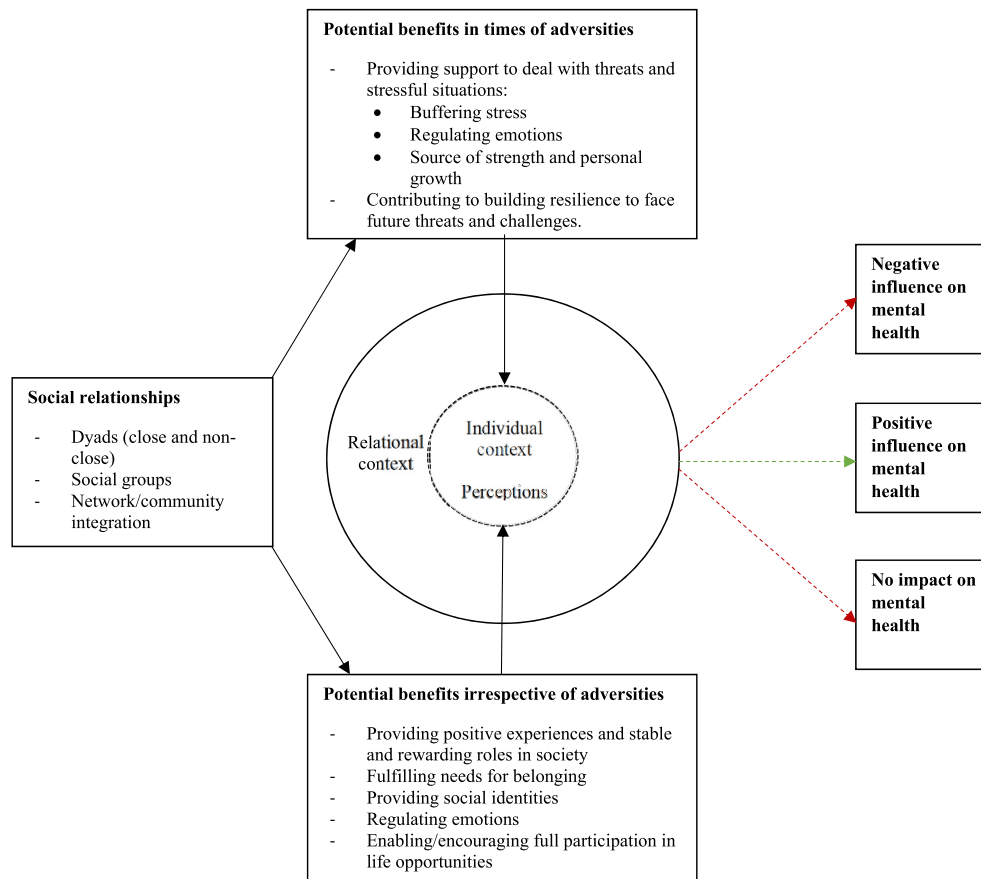 Potential benefits in times of adversities
- Providing support to deal with threats and
stressful situations:
• Buffering stress
• Regulating emotions
• Source of strength and personal
growth
- Contributing to building resilience to face
future threats and challenges.
Social relationships
- Dyads (close and non-
close)
- Social groups
- Network/community
integration
Relational
context
Individual
context
Perceptions
Negative
influence on
mental
health
Positive
influence on
mental
health
No impact on
mental
health
Potential benefits irrespective of adversities
- Providing positive experiences and stable
and rewarding roles in society
- Fulfilling needs for belonging
- Providing social identities
- Regulating emotions
- Enabling/encouraging full participation in
life opportunities